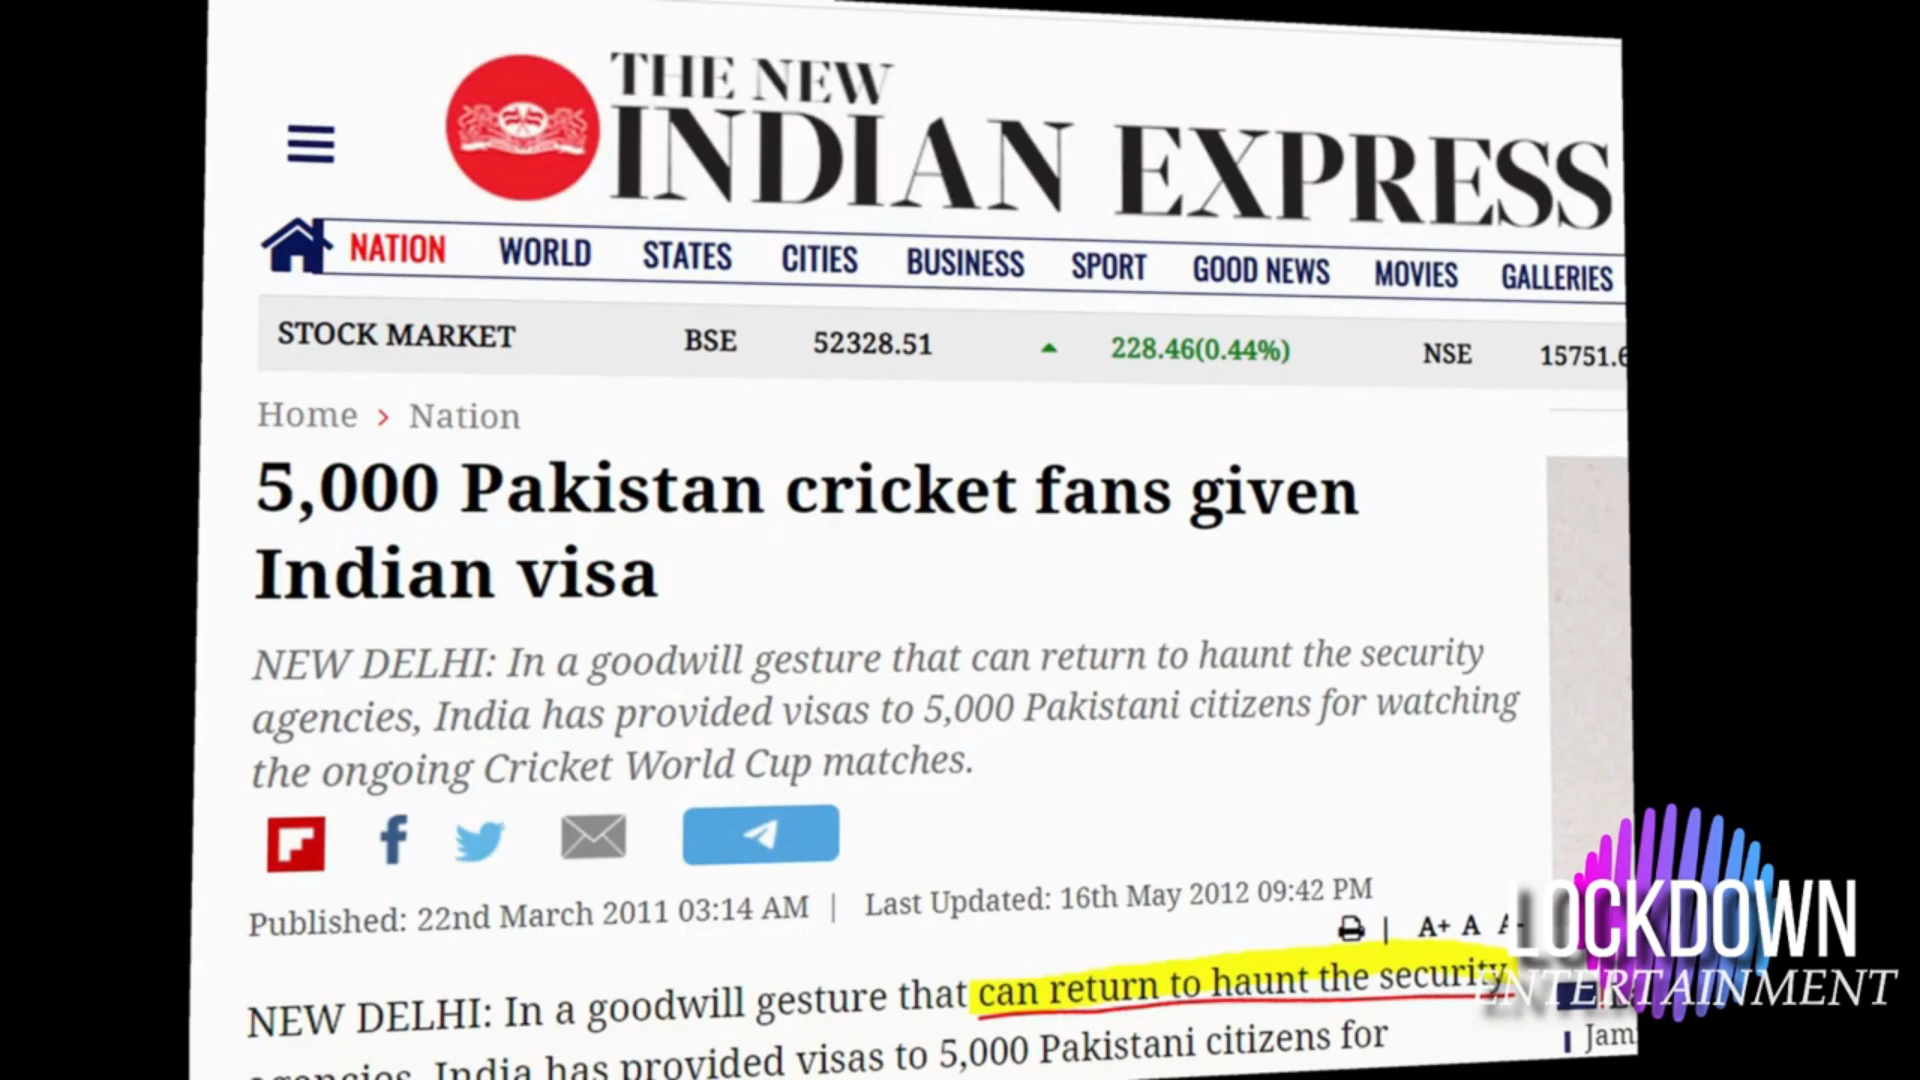 THE NEW
INDIAN EXPRESS
NATION WORLD STATES CITIES BUSINESS SPORT GOOD NEWS MOVIES GALLERIES
STOCK MARKET BSE 52328.51 228.46(0.44%) NSE 15751.6
Home > Nation
5,000 Pakistan cricket fans given
Indian visa
NEW DELHI: In a goodwill gesture that can return to haunt the security
agencies, India has provided visas to 5,000 Pakistani citizens for watching
the ongoing Cricket World Cup matches.
Published: 22nd March 2011 03:14 AM | Last Updated: 16th May 2012 09:42 PM
| A+ A A-
NEW DELHI: In a goodwill gesture that can return to haunt the security
agencies, India has provided visas to 5,000 Pakistani citizens for
Jam
LOCKDOWN
ENTERTAINMENT